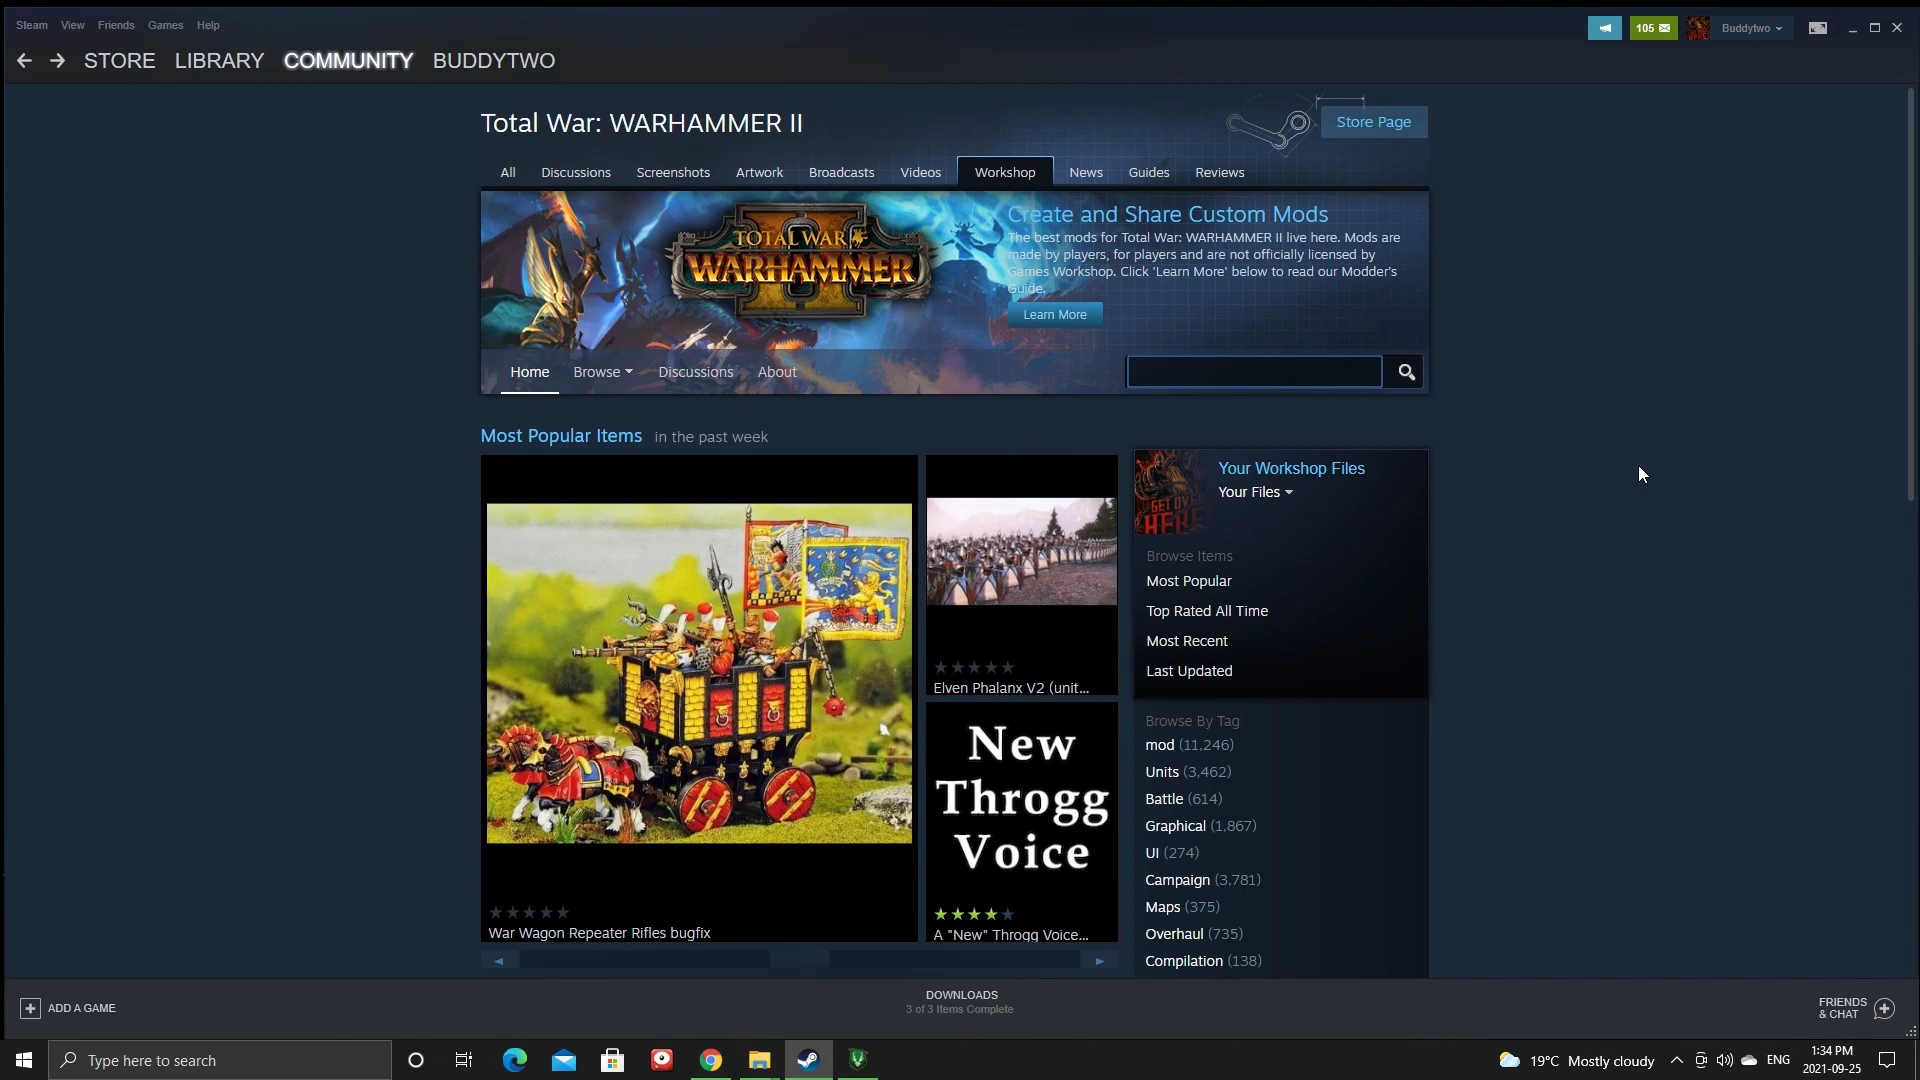 Steam View Friends Games Help
105
Buddytwo
STORE LIBRARY COMMUNITY BUDDYTWO
Total War: WARHAMMER II
Store Page
All Discussions Screenshots Artwork Broadcasts Videos Workshop News Guides Reviews
TOTAL WAR
WARHAMMER
II
Create and Share Custom Mods
The best mods for Total War: WARHAMMER II live here. Mods are
made by players, for players and are not officially licensed by
Games Workshop. Click 'Learn More' below to read our Modder's
Guide.
Learn More
Home Browse Discussions About
Most Popular Items in the past week
War Wagon Repeater Rifles bugfix
Elven Phalanx V2 (unit...
New
Throgg
Voice
A "New" Throgg Voice...
GET OVER
HERE
Your Workshop Files
Your Files
Browse Items
Most Popular
Top Rated All Time
Most Recent
Last Updated
Browse By Tag
mod (11,246)
Units (3,462)
Battle (614)
Graphical (1,867)
UI (274)
Campaign (3,781)
Maps (375)
Overhaul (735)
Compilation (138)
ADD A GAME
DOWNLOADS
3 of 3 Items Complete
FRIENDS
& CHAT
Type here to search
19°C Mostly cloudy
ENG
1:34 PM
2021-09-25